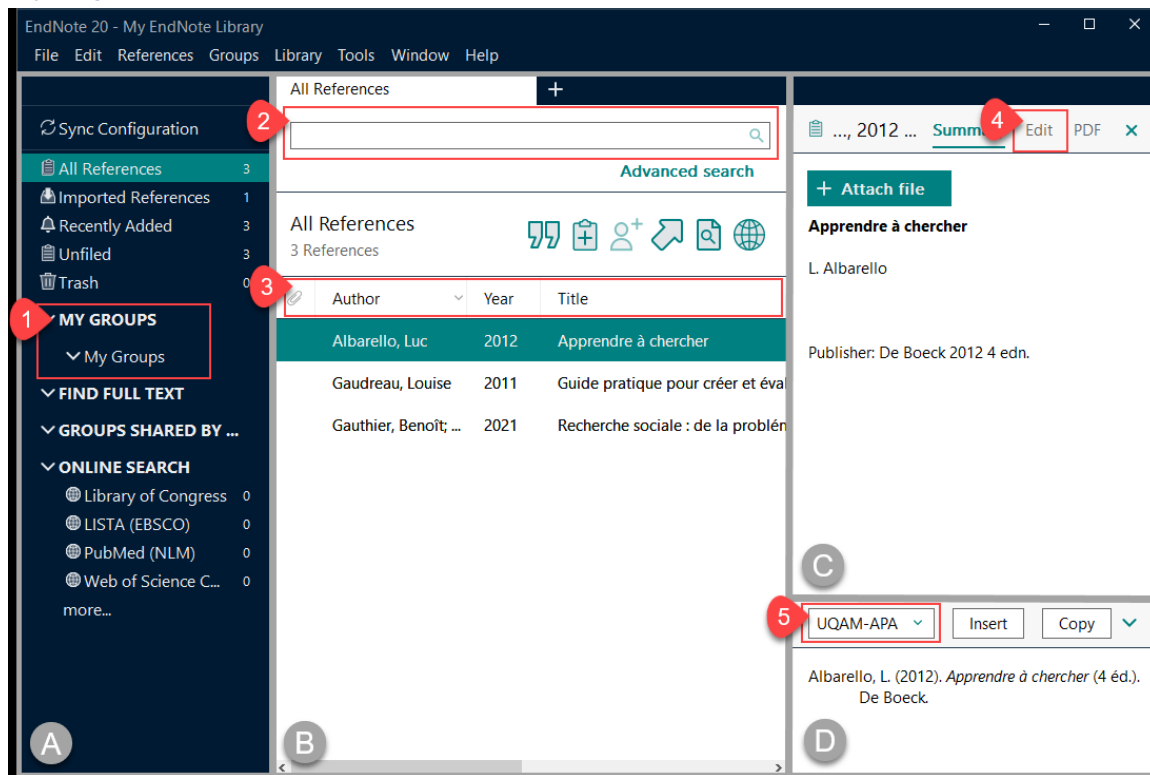 EndNote 20 - My EndNote Library
File Edit References Groups Library Tools Window Help
Sync Configuration
All References 3
Imported References 1
Recently Added 3
Unfiled 3
Trash 0
1
MY GROUPS
My Groups
FIND FULL TEXT
GROUPS SHARED BY ...
ONLINE SEARCH
Library of Congress 0
LISTA (EBSCO) 0
PubMed (NLM) 0
Web of Science C... 0
more...
A
All References +
2
Advanced search
All References
3 References
3
Author Year Title
Albarello, Luc 2012 Apprendre à chercher
Gaudreau, Louise 2011 Guide pratique pour créer et éval
Gauthier, Benoît; ... 2021 Recherche sociale : de la problém
B
4
..., 2012 ... Summ Edit PDF
+ Attach file
Apprendre à chercher
L. Albarello
Publisher: De Boeck 2012 4 edn.
C
5
UQAM-APA Insert Copy
Albarello, L. (2012). Apprendre à chercher (4 éd.).
De Boeck.
D